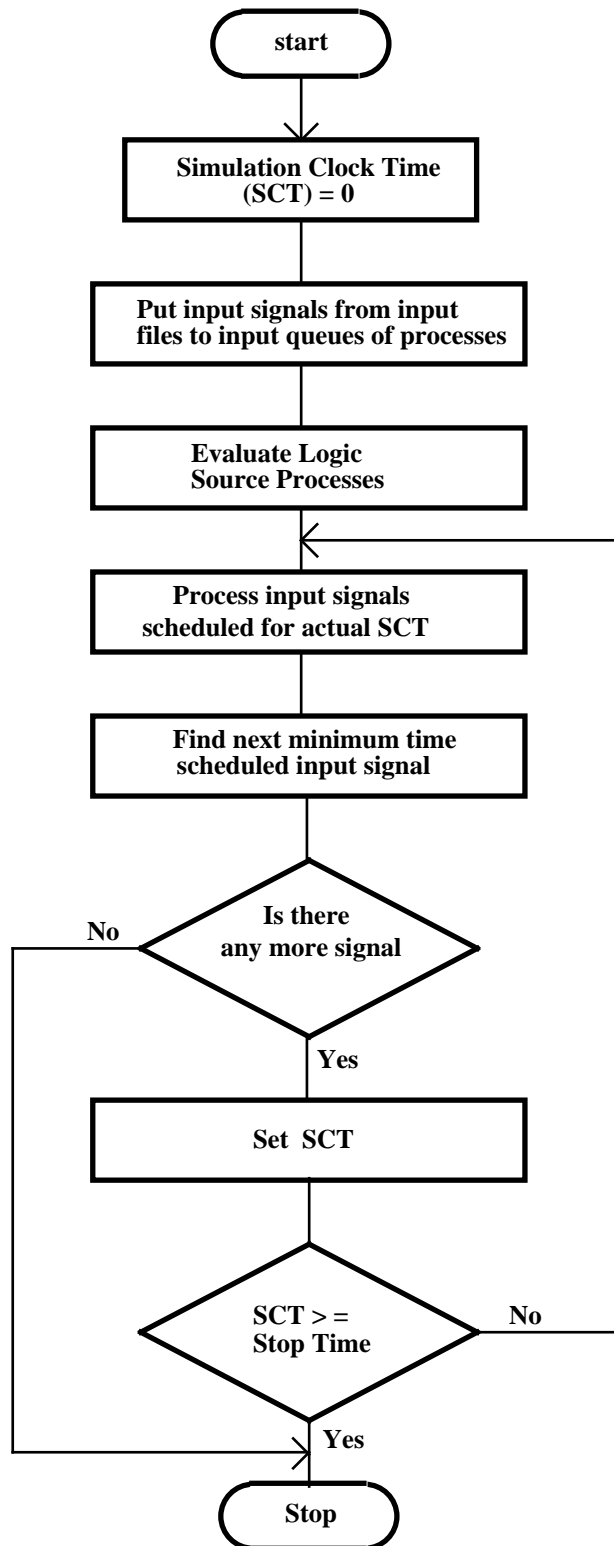 start
Simulation Clock Time
(SCT) = 0
Put input signals from input
files to input queues of processes
Evaluate Logic
Source Processes
Process input signals
scheduled for actual SCT
Find next minimum time
scheduled input signal
Is there
any more signal
No
Yes
Set SCT
SCT > =
Stop Time
No
Yes
Stop